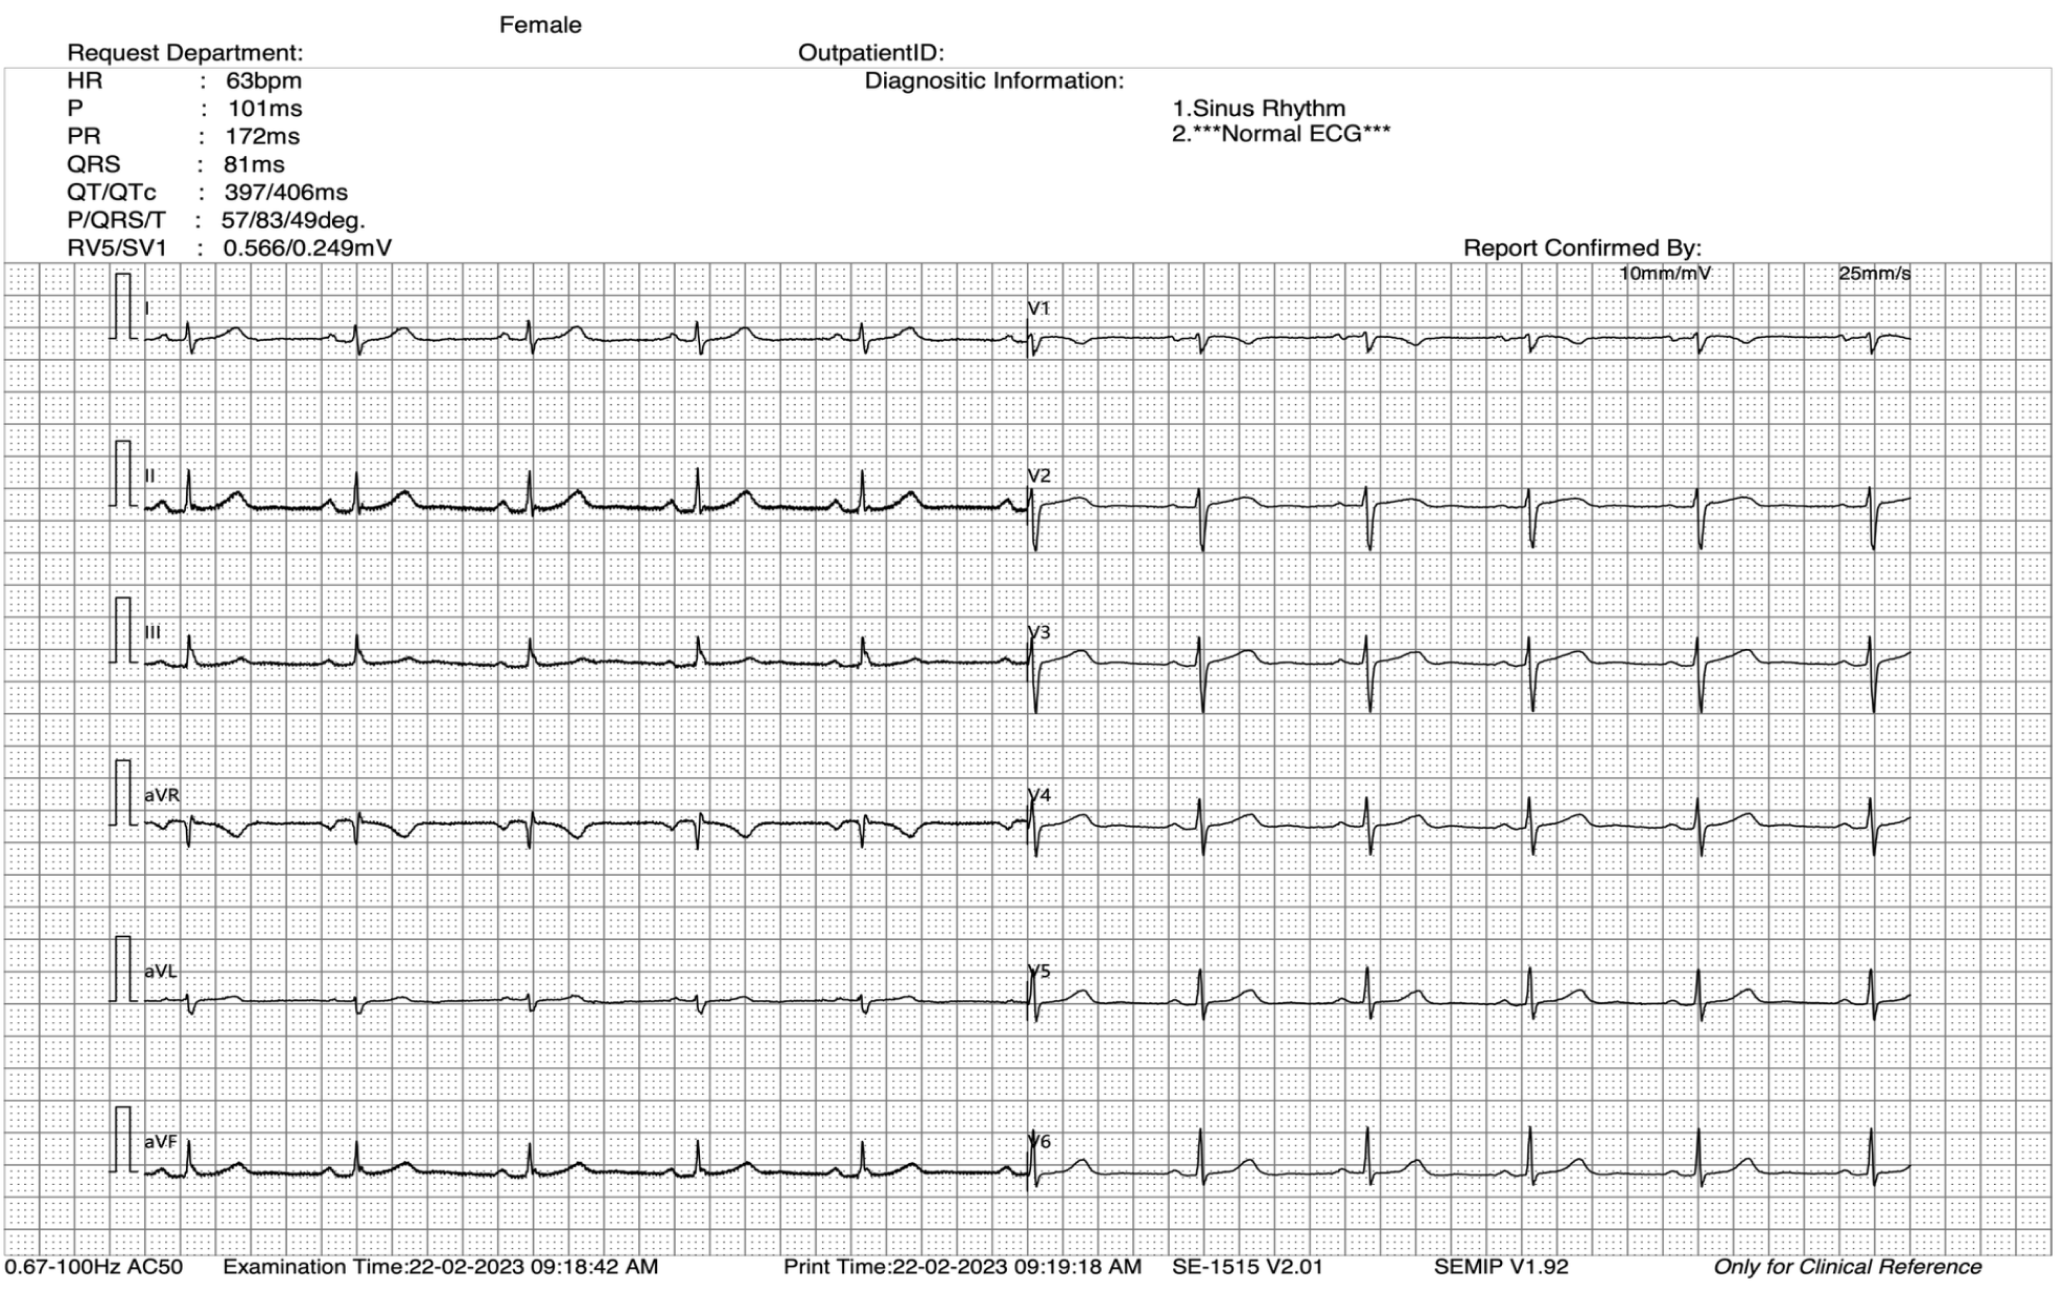 Female
Request Department: OutpatientID:
HR : 63bpm Diagnositic Information:
P : 101ms 1.Sinus Rhythm
PR : 172ms 2.***Normal ECG***
QRS : 81ms
QT/QTc : 397/406ms
P/QRS/T : 57/83/49deg.
RV5/SV1 : 0.566/0.249mV Report Confirmed By:
10mm/mV 25mm/s
I V1
II V2
III V3
aVR V4
aVL V5
aVF V6
0.67-100Hz AC50 Examination Time:22-02-2023 09:18:42 AM Print Time:22-02-2023 09:19:18 AM SE-1515 V2.01 SEMIP V1.92 Only for Clinical Reference